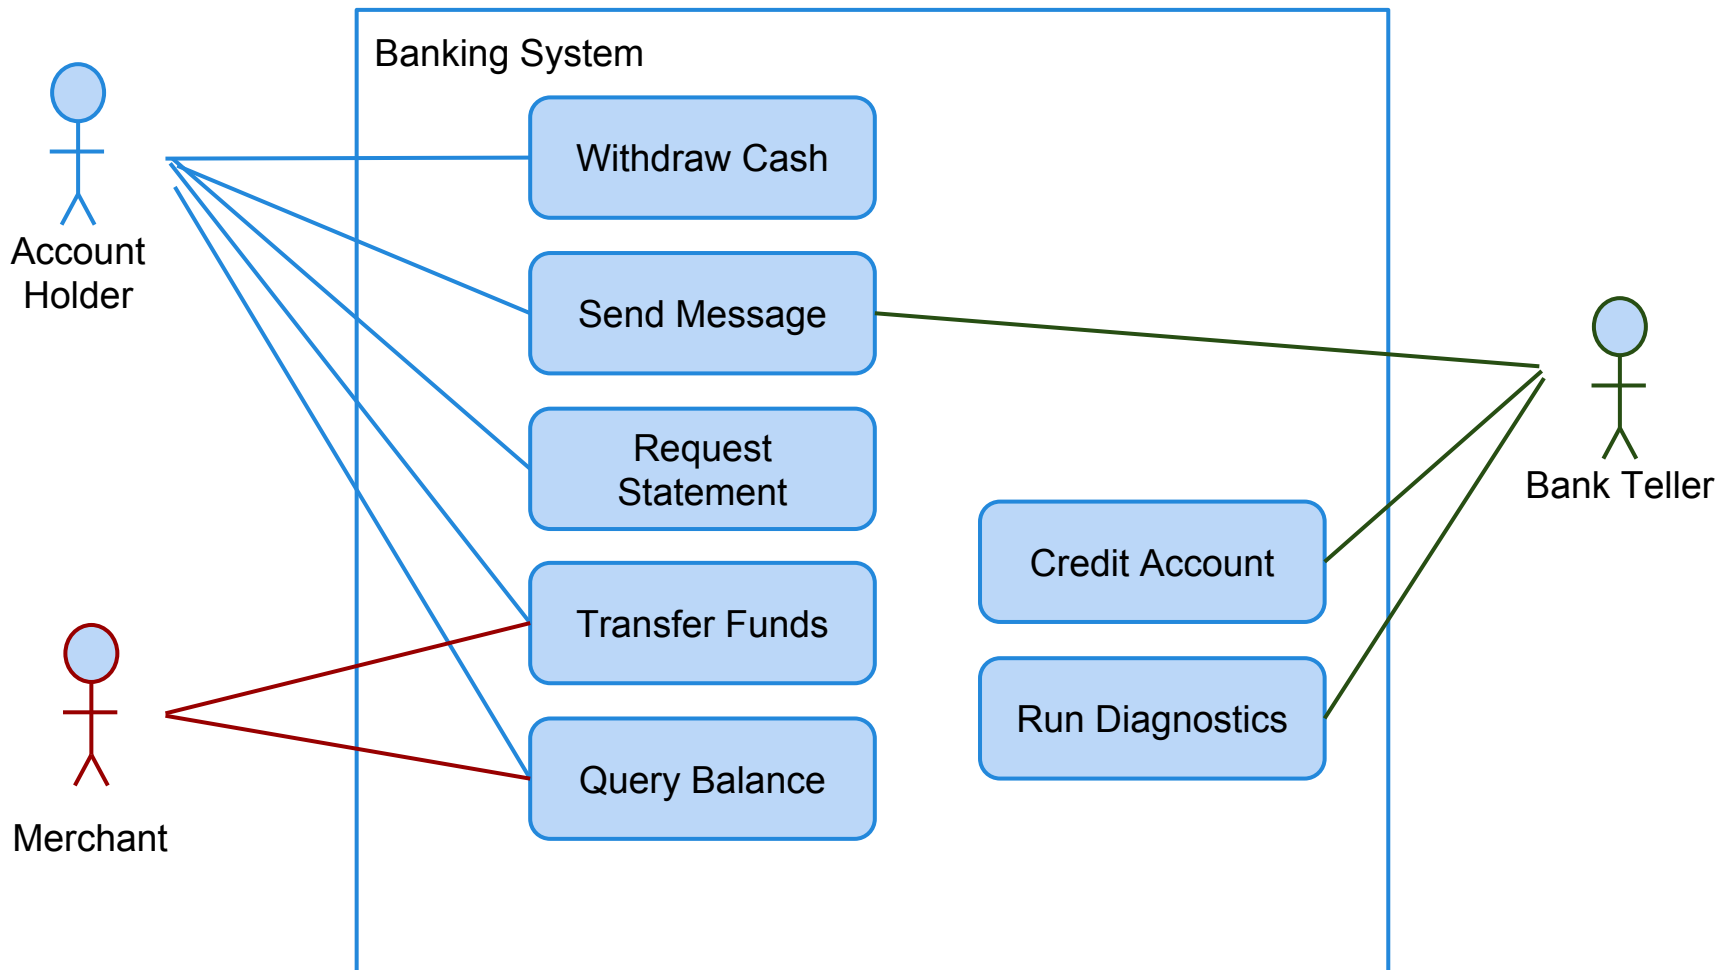 Banking System
Withdraw Cash
Account
Holder
Send Message
Request
Statement
Bank Teller
Credit Account
Transfer Funds
Run Diagnostics
Query Balance
Merchant